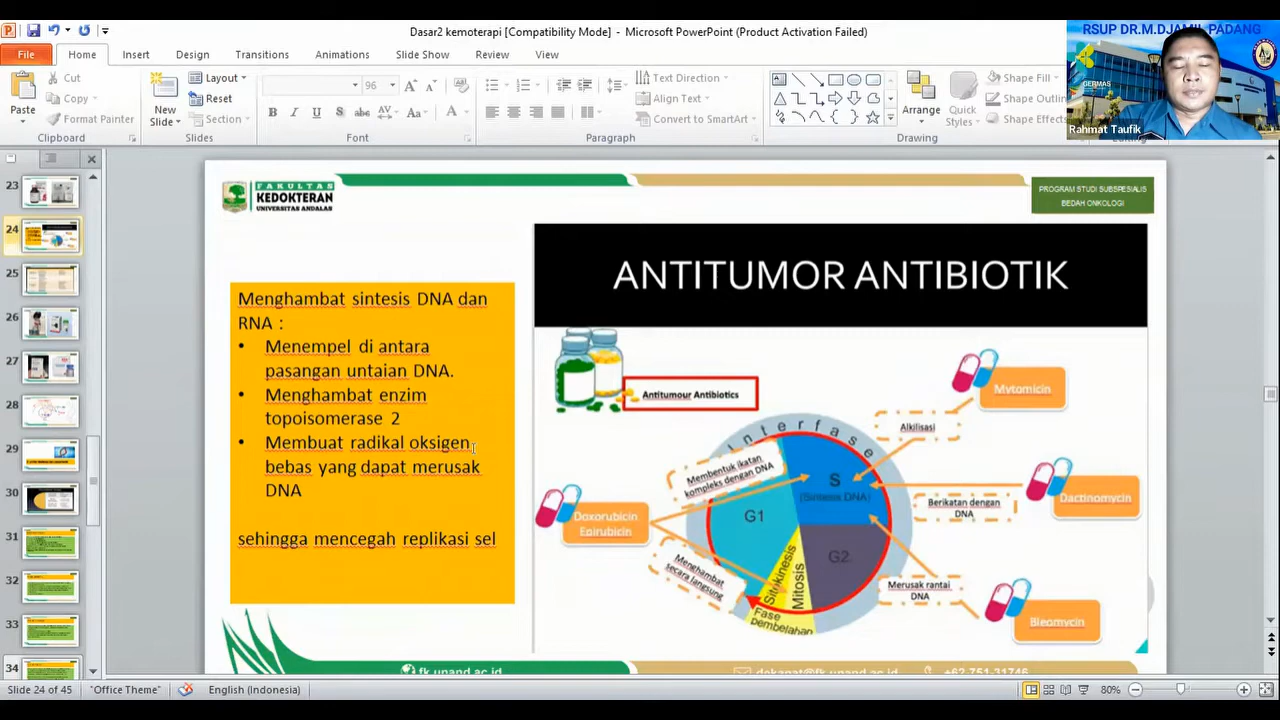 Dasar2 kemoterapi [Compatibility Mode] - Microsoft PowerPoint (Product Activation Failed)
File Home Insert Design Transitions Animations Slide Show Review View
Paste
Cut
Copy
Format Painter
Clipboard
New Slide
Layout
Reset
Section
Slides
96
Font
Text Direction
Align Text
Convert to SmartArt
Paragraph
Arrange
Quick Styles
Shape Fill
Shape Outlin
Shape Effects
Drawing
Editing
RSUP DR.M.DJAMIL PADANG
GERMAS
Rahmat Taufik
23
24
25
26
27
28
29
30
31
32
33
34
FAKULTAS
KEDOKTERAN
UNIVERSITAS ANDALAS
PROGRAM STUDI SUBSPESIALIS
BEDAH ONKOLOGI
ANTITUMOR ANTIBIOTIK
Menghambat sintesis DNA dan
RNA :
• Menempel di antara
pasangan untaian DNA.
• Menghambat enzim
topoisomerase 2
• Membuat radikal oksigen
bebas yang dapat merusak
DNA
sehingga mencegah replikasi sel
Antitumour Antibiotics
Interfase
Mytomicin
Alkilisasi
Membentuk ikatan
kompleks dengan DNA
S
(Sintesis DNA)
Dactinomycin
Berikatan dengan
DNA
G1
Doxorubicin
Epirubicin
G2
Menghambat
secara langsung
Sitokinesis
Mitosis
Merusak rantai
DNA
Fase
Pembelahan
Bleomycin
fk.unand.ac.id
dekanat@fk.unand.ac.id
+62-751-31746
Slide 24 of 45
"Office Theme"
English (Indonesia)
80%